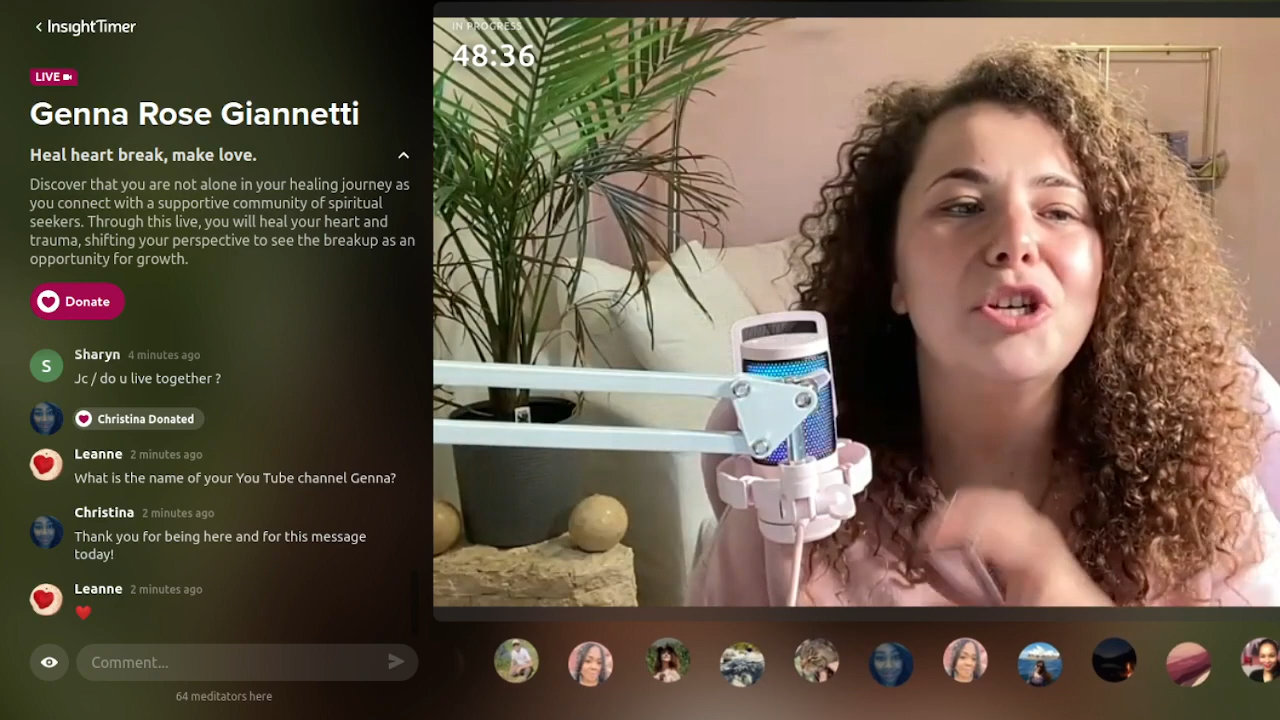 InsightTimer
LIVE
Genna Rose Giannetti
Heal heart break, make love.
Discover that you are not alone in your healing journey as
you connect with a supportive community of spiritual
seekers. Through this live, you will heal your heart and
trauma, shifting your perspective to see the breakup as an
opportunity for growth.
Donate
S
Sharyn 4 minutes ago
Jc / do u live together ?
Christina Donated
Leanne 2 minutes ago
What is the name of your You Tube channel Genna?
Christina 2 minutes ago
Thank you for being here and for this message
today!
Leanne 2 minutes ago
Comment...
64 meditators here
IN PROGRESS
48:36